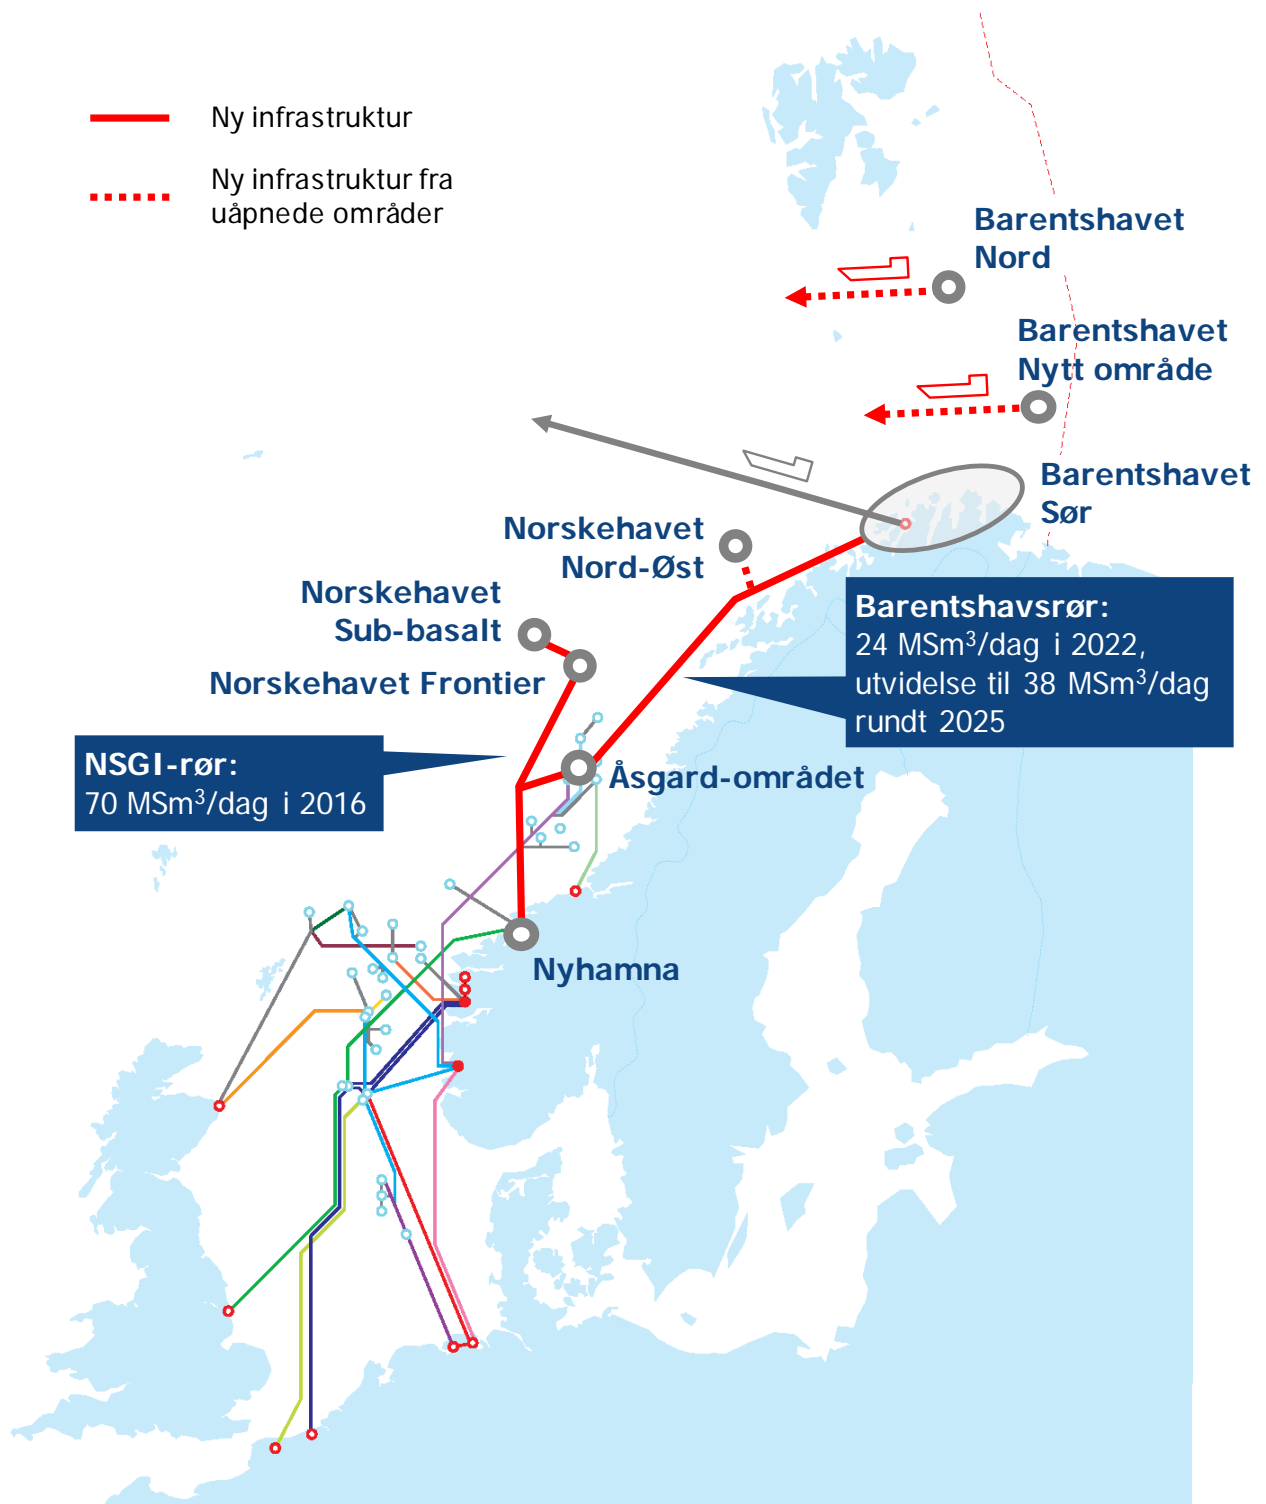 Ny infrastruktur
Ny infrastruktur fra
uåpnede områder
Barentshavet
Nord
Barentshavet
Nytt område
Barentshavet
Sør
Norskehavet
Nord-Øst
Norskehavet
Sub-basalt
Norskehavet Frontier
Barentshavsrør:
24 MSm³/dag i 2022,
utvidelse til 38 MSm³/dag
rundt 2025
NSGI-rør:
70 MSm³/dag i 2016
Åsgard-området
Nyhamna